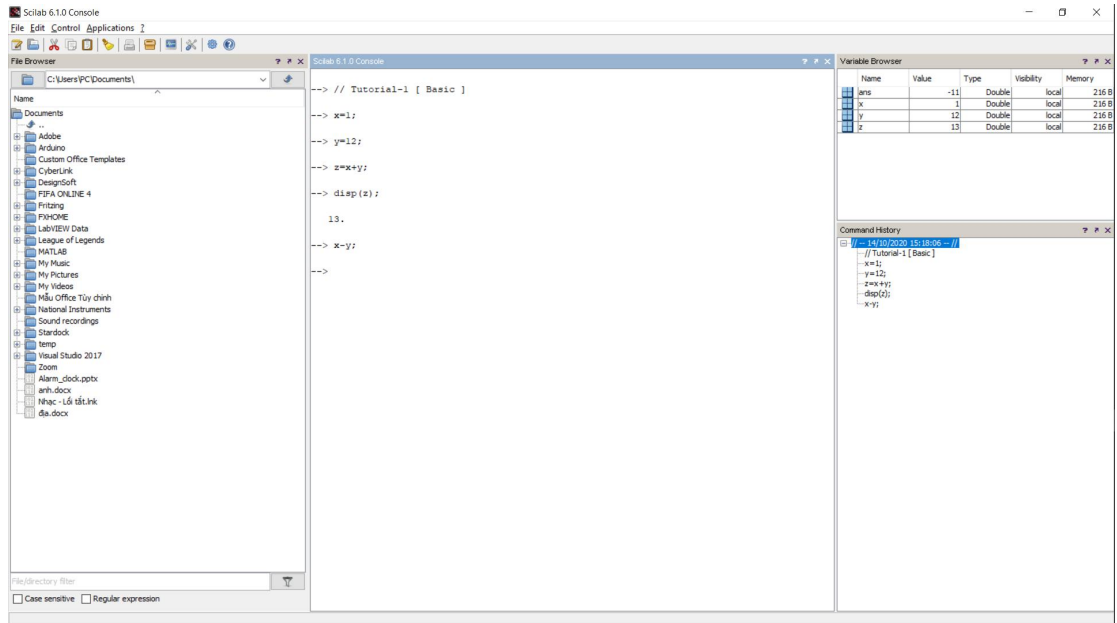 Scilab 6.1.0 Console
File Edit Control Applications ?
File Browser
C:\Users\PC\Documents\
Name
Documents
..
Adobe
Arduino
Custom Office Templates
CyberLink
DesignSoft
FIFA ONLINE 4
Fritzing
FXHOME
LabVIEW Data
League of Legends
MATLAB
My Music
My Pictures
My Videos
Mẫu Office Tùy chỉnh
National Instruments
Sound recordings
Stardock
temp
Visual Studio 2017
Zoom
Alarm_clock.pptx
anh.docx
Nhạc - Lối tắt.lnk
địa.docx
File/directory filter
Case sensitive Regular expression
Scilab 6.1.0 Console
--> // Tutorial-1 [ Basic ]
--> x=1;
--> y=12;
--> z=x+y;
--> disp(z);
13.
--> x-y;
-->
Variable Browser
Name Value Type Visibility Memory
ans -11 Double local 216 B
x 1 Double local 216 B
y 12 Double local 216 B
z 13 Double local 216 B
Command History
// -- 14/10/2020 15:18:06 -- //
// Tutorial-1 [ Basic ]
x=1;
y=12;
z=x+y;
disp(z);
x-y;